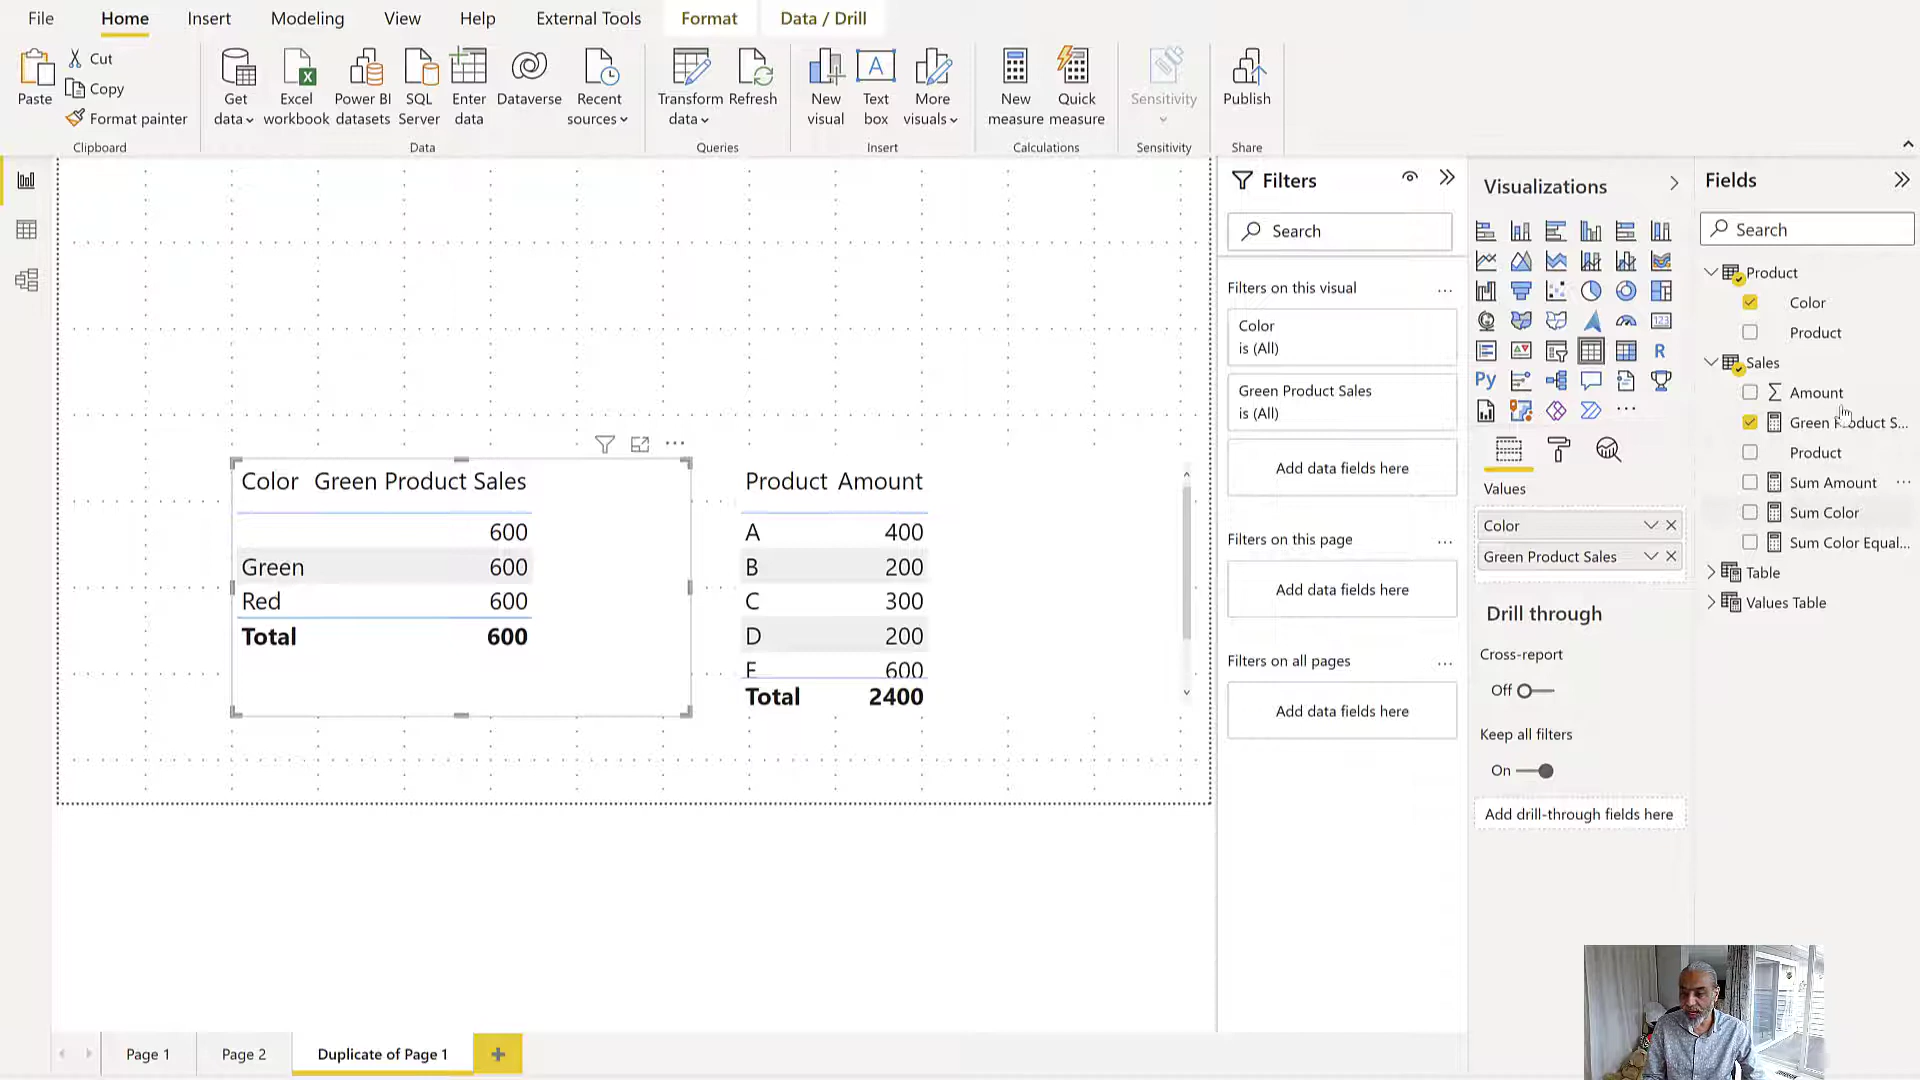 File Home Insert Modeling View Help External Tools Format Data / Drill
Paste
Cut
Copy
Format painter
Clipboard
Get data
Excel workbook
Power BI datasets
SQL Server
Enter data
Dataverse
Recent sources
Data
Transform data
Refresh
Queries
New visual
Text box
More visuals
Insert
New measure
Quick measure
Calculations
Sensitivity
Sensitivity
Publish
Share
Color Green Product Sales
600
Green 600
Red 600
Total 600
Product Amount
A 400
B 200
C 300
D 200
E 600
Total 2400
Filters
Search
Filters on this visual ...
Color
is (All)
Green Product Sales
is (All)
Add data fields here
Filters on this page ...
Add data fields here
Filters on all pages ...
Add data fields here
Visualizations
123
R
Py
...
Values
Color
Green Product Sales
Drill through
Cross-report
Off
Keep all filters
On
Add drill-through fields here
Fields
Search
Product
Color
Product
Sales
Amount
Green Product S...
Product
Sum Amount ...
Sum Color
Sum Color Equal...
Table
Values Table
Page 1 Page 2 Duplicate of Page 1 +